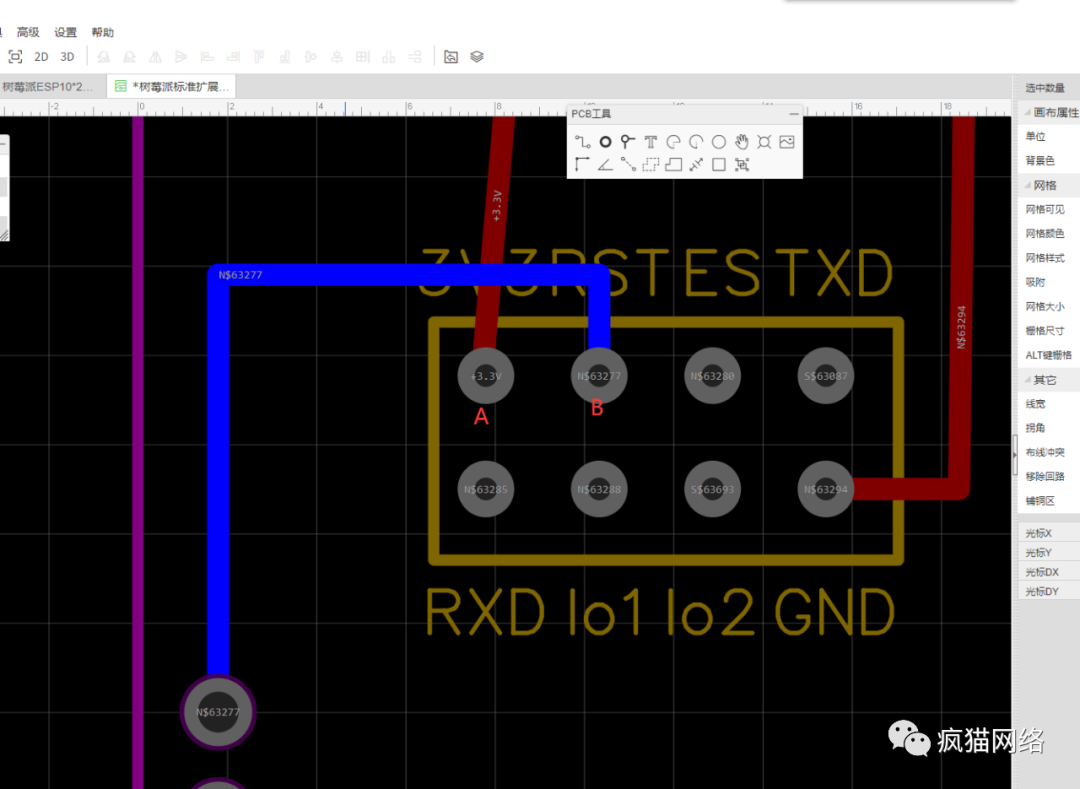 高级 设置 帮助
2D 3D
树莓派ESP10*2... *树莓派标准扩展...
选中数量
-2 0 2 4 6 8 16 18
PCB工具
画布属性
单位
背景色
网格
网格可见
网格颜色
网格样式
吸附
网格大小
栅格尺寸
ALT键栅格
其它
线宽
拐角
布线冲突
移除回路
铺铜区
光标X
光标Y
光标DX
光标DY
+3.3V
3V3RSTESTXD
N$63277
N$63294
+3.3V N$63277 N$63280 S$63087
A B
N$63285 N$63288 S$63693 N$63294
RXD Io1 Io2 GND
N$63277
疯猫网络